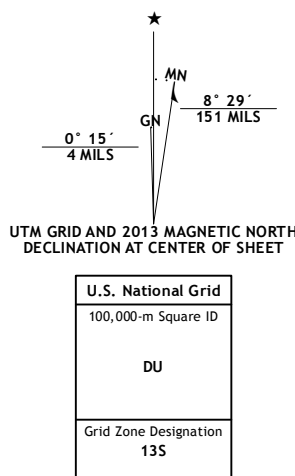 ★
MN
GN
8° 29´
151 MILS
0° 15´
4 MILS
UTM GRID AND 2013 MAGNETIC NORTH
DECLINATION AT CENTER OF SHEET
U.S. National Grid
100,000-m Square ID
DU
Grid Zone Designation
13S